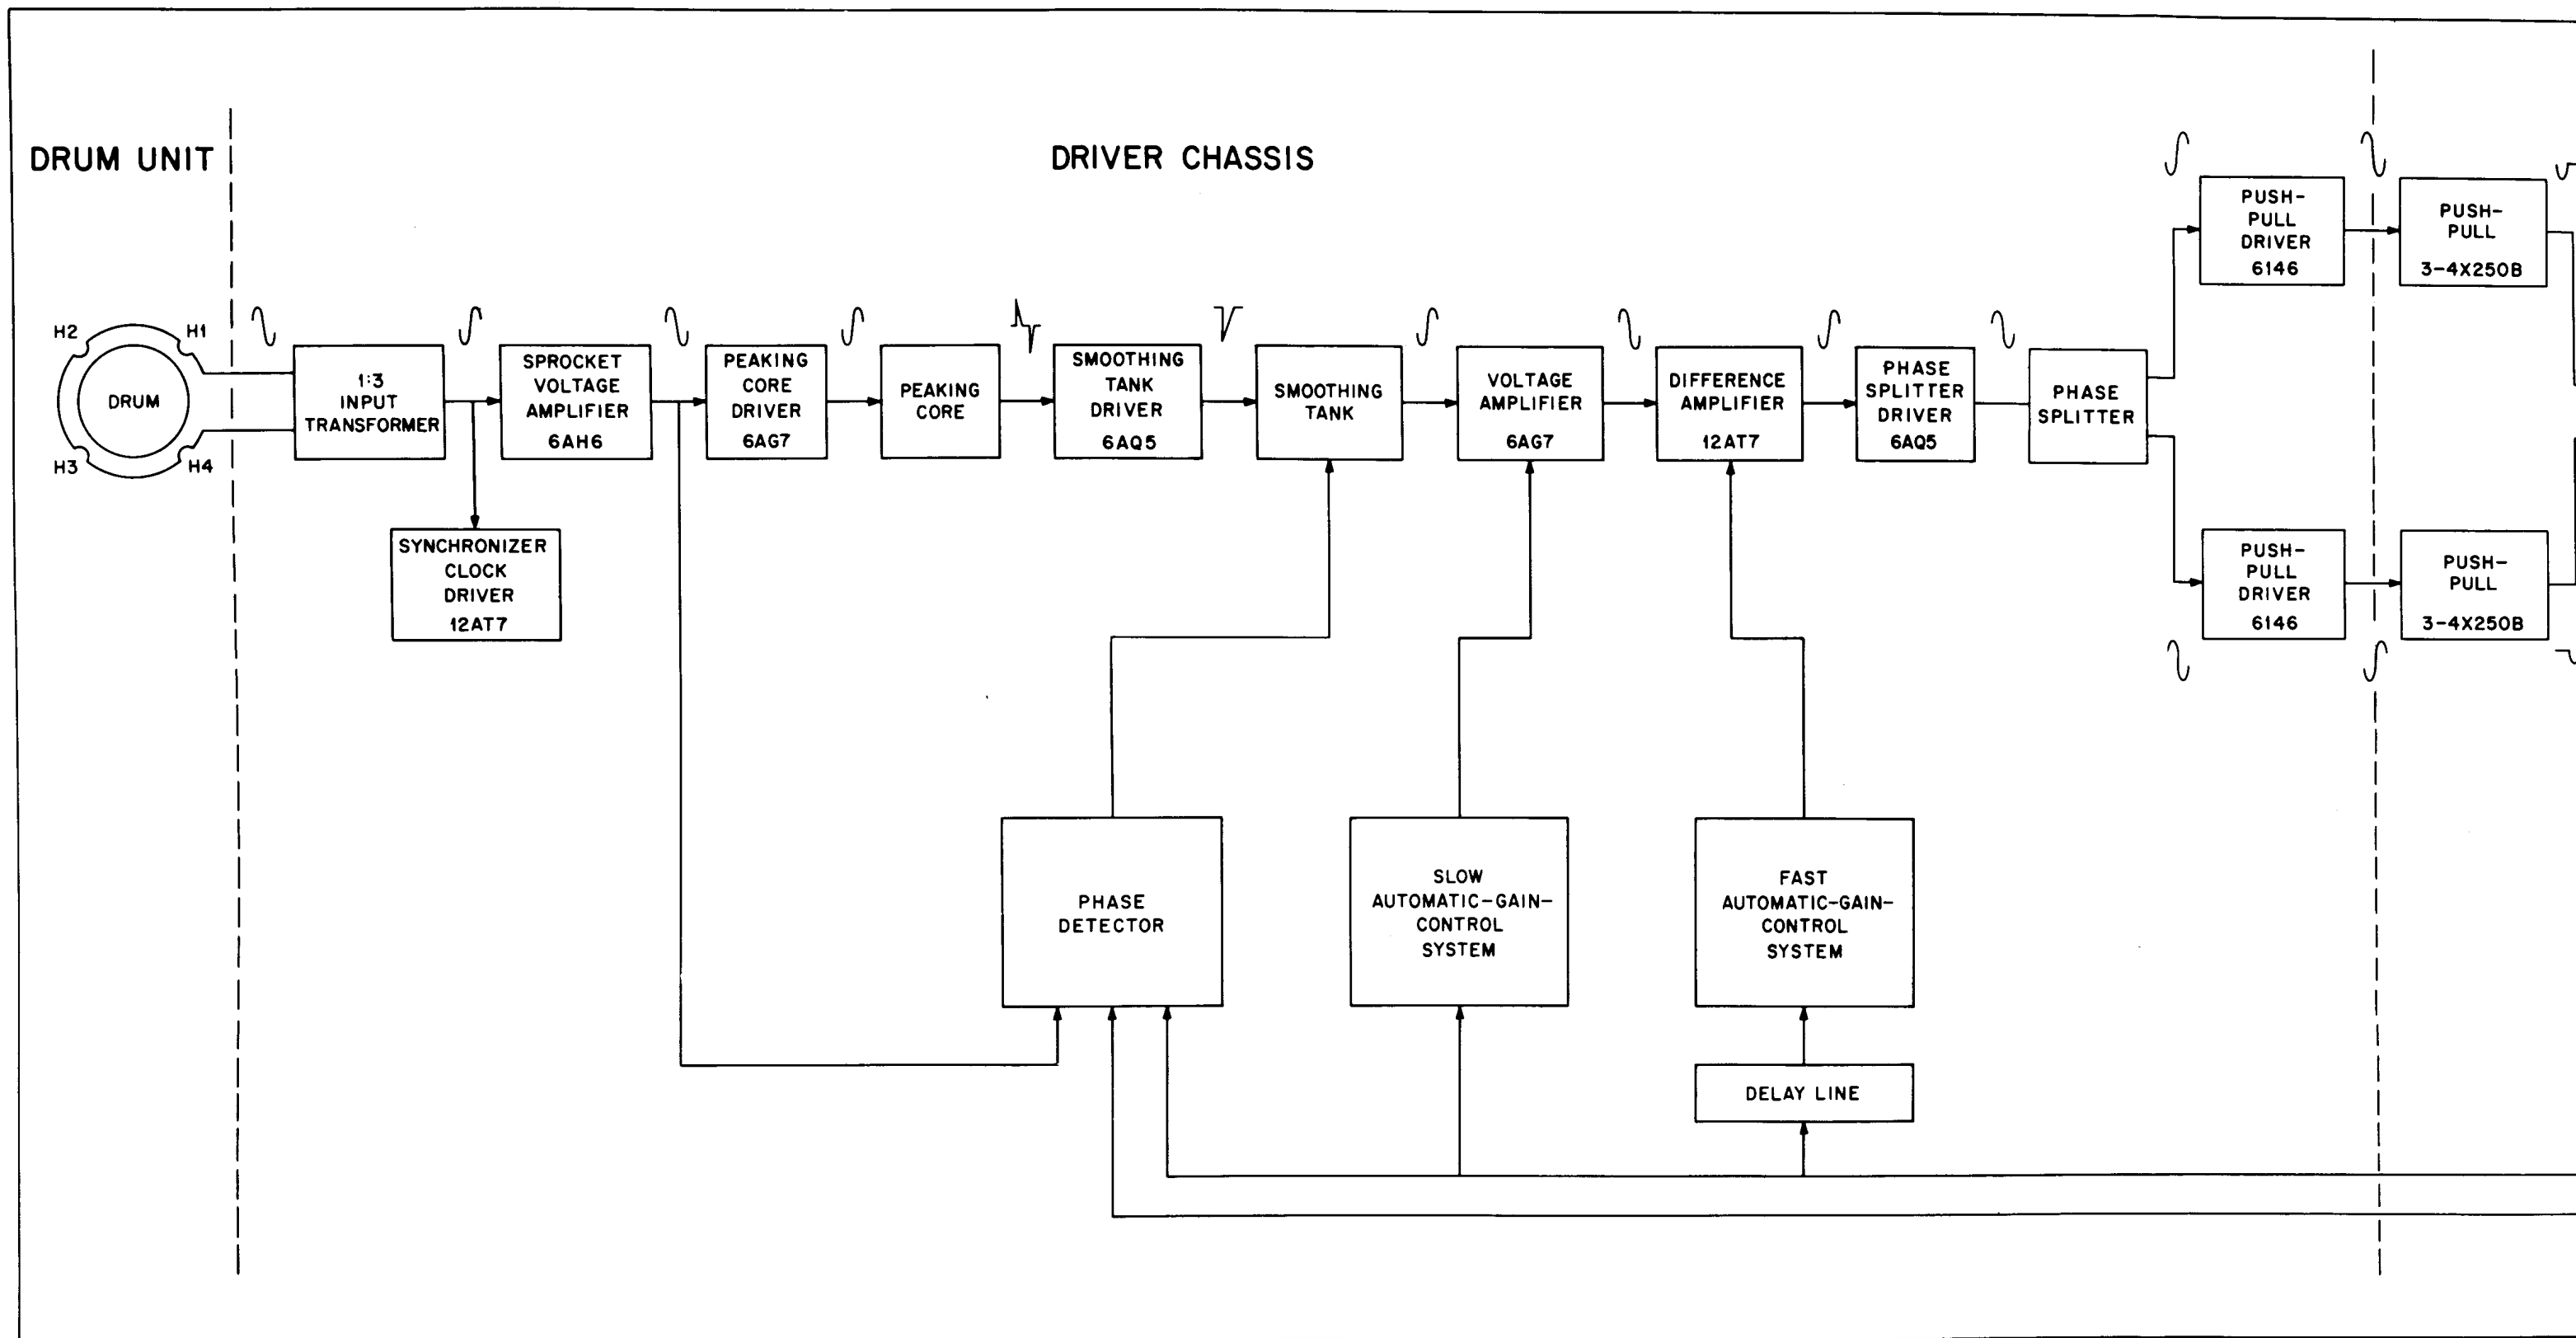 DRUM UNIT
DRIVER CHASSIS
H2
H1
DRUM
H3
H4
1:3
INPUT
TRANSFORMER
SPROCKET
VOLTAGE
AMPLIFIER
6AH6
PEAKING
CORE
DRIVER
6AG7
PEAKING
CORE
SMOOTHING
TANK
DRIVER
6AQ5
SMOOTHING
TANK
VOLTAGE
AMPLIFIER
6AG7
DIFFERENCE
AMPLIFIER
12AT7
PHASE
SPLITTER
DRIVER
6AQ5
PHASE
SPLITTER
PUSH-
PULL
DRIVER
6146
PUSH-
PULL
3-4X250B
SYNCHRONIZER
CLOCK
DRIVER
12AT7
PUSH-
PULL
DRIVER
6146
PUSH-
PULL
3-4X250B
PHASE
DETECTOR
SLOW
AUTOMATIC-GAIN-
CONTROL
SYSTEM
FAST
AUTOMATIC-GAIN-
CONTROL
SYSTEM
DELAY LINE